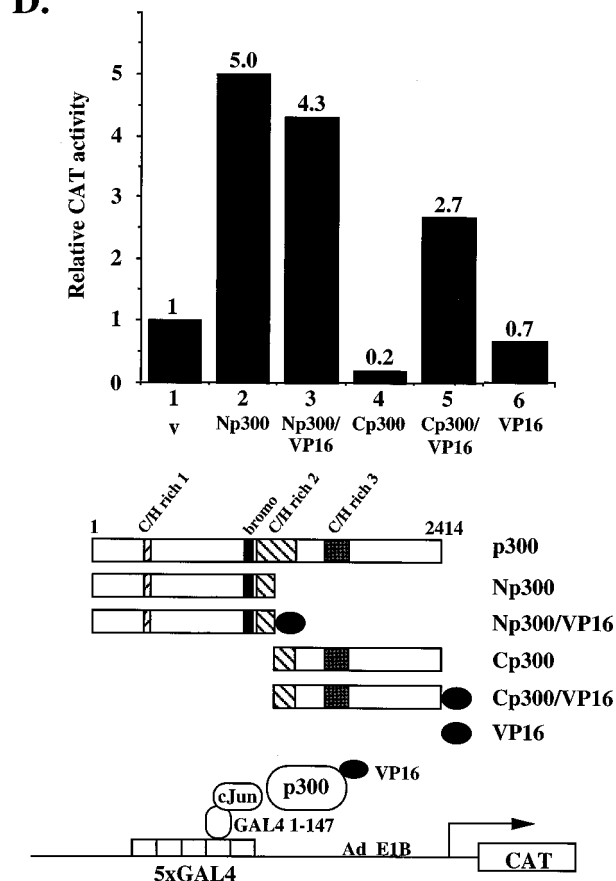 D.
Relative CAT activity
5
4
3
2
1
0
1
5.0
4.3
0.2
2.7
0.7
1 2 3 4 5 6
v Np300 Np300/VP16 Cp300 Cp300/VP16 VP16
C/H rich 1
bromo
C/H rich 2
C/H rich 3
1 2414
p300
Np300
Np300/VP16
Cp300
Cp300/VP16
VP16
cJun
p300
VP16
GAL4 1-147
Ad E1B
CAT
5xGAL4